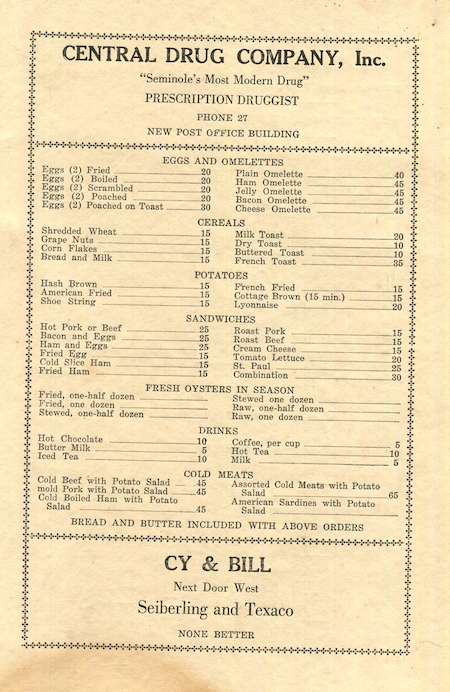 CENTRAL DRUG COMPANY, Inc.
"Seminole's Most Modern Drug"
PRESCRIPTION DRUGGIST
PHONE 27
NEW POST OFFICE BUILDING
EGGS AND OMELETTES
Eggs (2) Fried 20
Eggs (2) Boiled 20
Eggs (2) Scrambled 20
Eggs (2) Poached 20
Eggs (2) Poached on Toast 30
Plain Omelette 40
Ham Omelette 45
Jelly Omelette 45
Bacon Omelette 45
Cheese Omelette 45
CEREALS
Shredded Wheat 15
Grape Nuts 15
Corn Flakes 15
Bread and Milk 15
Milk Toast 20
Dry Toast 10
Buttered Toast 10
French Toast 35
POTATOES
Hash Brown 15
American Fried 15
Shoe String 15
French Fried 15
Cottage Brown (15 min.) 15
Lyonnaise 20
SANDWICHES
Hot Pork or Beef 25
Bacon and Eggs 25
Ham and Eggs 25
Fried Egg 15
Cold Slice Ham 15
Fried Ham 15
Roast Pork 15
Roast Beef 15
Cream Cheese 15
Tomato Lettuce 20
St. Paul 25
Combination 30
FRESH OYSTERS IN SEASON
Fried, one-half dozen
Fried, one dozen
Stewed, one-half dozen
Stewed one dozen
Raw, one-half dozen
Raw, one dozen
DRINKS
Hot Chocolate 10
Butter Milk 5
Iced Tea 10
Coffee, per cup 5
Hot Tea 10
Milk 5
COLD MEATS
Cold Beef with Potato Salad 45
mold Pork with Potato Salad 45
Cold Boiled Ham with Potato
Salad 45
Assorted Cold Meats with Potato
Salad 65
American Sardines with Potato
Salad
BREAD AND BUTTER INCLUDED WITH ABOVE ORDERS
CY & BILL
Next Door West
Seiberling and Texaco
NONE BETTER